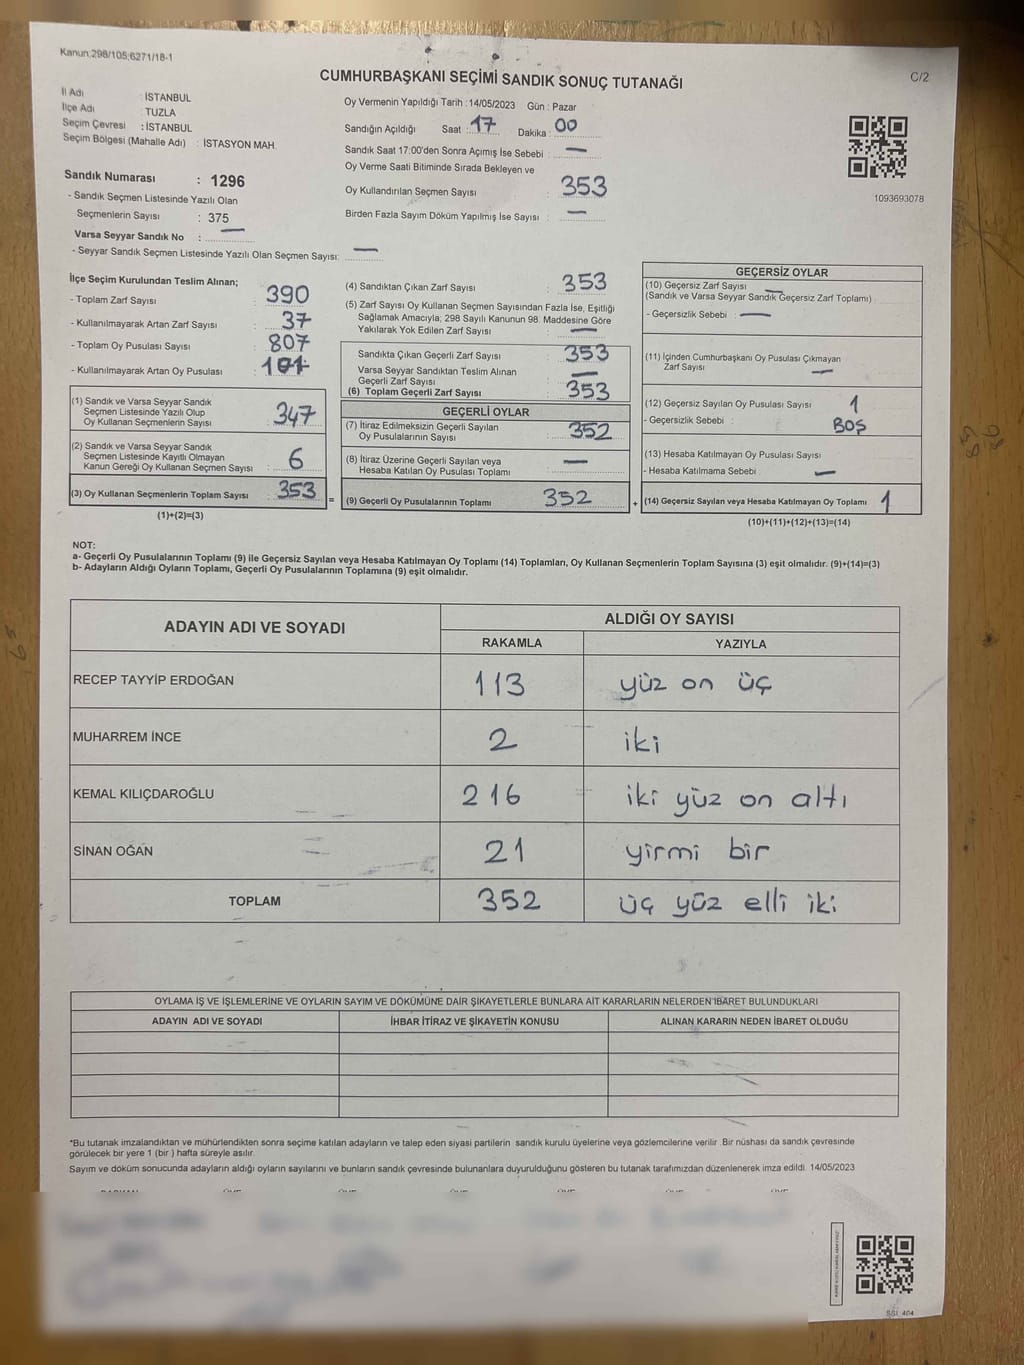 Kanun:298/105;6271/18-1
C/2
CUMHURBAŞKANI SEÇİMİ SANDIK SONUÇ TUTANAĞI
İl Adı : İSTANBUL
İlçe Adı : TUZLA
Seçim Çevresi : İSTANBUL
Seçim Bölgesi (Mahalle Adı) : İSTASYON MAH.
Oy Vermenin Yapıldığı Tarih : 14/05/2023 Gün : Pazar
Sandığın Açıldığı Saat : 17 Dakika : 00
Sandık Saat 17:00'den Sonra Açımış İse Sebebi : —
Oy Verme Saati Bitiminde Sırada Bekleyen ve
Oy Kullandırılan Seçmen Sayısı : 353
Birden Fazla Sayım Döküm Yapılmış İse Sayısı : —
1093693078
Sandık Numarası : 1296
- Sandık Seçmen Listesinde Yazılı Olan
Seçmenlerin Sayısı : 375
Varsa Seyyar Sandık No : —
- Seyyar Sandık Seçmen Listesinde Yazılı Olan Seçmen Sayısı: —
İlçe Seçim Kurulundan Teslim Alınan;
- Toplam Zarf Sayısı : 390
- Kullanılmayarak Artan Zarf Sayısı : 37
- Toplam Oy Pusulası Sayısı : 807
- Kullanılmayarak Artan Oy Pusulası :
(1) Sandık ve Varsa Seyyar Sandık
Seçmen Listesinde Yazılı Olup
Oy Kullanan Seçmenlerin Sayısı : 347
(2) Sandık ve Varsa Seyyar Sandık
Seçmen Listesinde Kayıtlı Olmayan
Kanun Gereği Oy Kullanan Seçmen Sayısı : 6
(3) Oy Kullanan Seçmenlerin Toplam Sayısı : 353
(1)+(2)=(3)
=
(4) Sandıktan Çıkan Zarf Sayısı : 353
(5) Zarf Sayısı Oy Kullanan Seçmen Sayısından Fazla İse, Eşitliği
Sağlamak Amacıyla; 298 Sayılı Kanunun 98. Maddesine Göre
Yakılarak Yok Edilen Zarf Sayısı : —
Sandıkta Çıkan Geçerli Zarf Sayısı : 353
Varsa Seyyar Sandıktan Teslim Alınan
Geçerli Zarf Sayısı : —
(6) Toplam Geçerli Zarf Sayısı : 353
GEÇERLİ OYLAR
(7) İtiraz Edilmeksizin Geçerli Sayılan
Oy Pusulalarının Sayısı : 352
(8) İtiraz Üzerine Geçerli Sayılan veya
Hesaba Katılan Oy Pusulası Toplamı : —
(9) Geçerli Oy Pusulalarının Toplamı 352
+
GEÇERSİZ OYLAR
(10) Geçersiz Zarf Sayısı : —
(Sandık ve Varsa Seyyar Sandık Geçersiz Zarf Toplamı)
- Geçersizlik Sebebi : —
(11) İçinden Cumhurbaşkanı Oy Pusulası Çıkmayan
Zarf Sayısı : —
(12) Geçersiz Sayılan Oy Pusulası Sayısı : 1
- Geçersizlik Sebebi : BOŞ
(13) Hesaba Katılmayan Oy Pusulası Sayısı :
- Hesaba Katılmama Sebebi : —
(14) Geçersiz Sayılan veya Hesaba Katılmayan Oy Toplamı 1
(10)+(11)+(12)+(13)=(14)
NOT:
a- Geçerli Oy Pusulalarının Toplamı (9) ile Geçersiz Sayılan veya Hesaba Katılmayan Oy Toplamı (14) Toplamları, Oy Kullanan Seçmenlerin Toplam Sayısına (3) eşit olmalıdır. (9)+(14)=(3)
b- Adayların Aldığı Oyların Toplamı, Geçerli Oy Pusulalarının Toplamına (9) eşit olmalıdır.
ADAYIN ADI VE SOYADI ALDIĞI OY SAYISI
RAKAMLA YAZIYLA
RECEP TAYYİP ERDOĞAN 113 yüz on üç
MUHARREM İNCE 2 iki
KEMAL KILIÇDAROĞLU 216 iki yüz on altı
SİNAN OĞAN 21 yirmi bir
TOPLAM 352 üç yüz elli iki
OYLAMA İŞ VE İŞLEMLERİNE VE OYLARIN SAYIM VE DÖKÜMÜNE DAİR ŞİKAYETLERLE BUNLARA AİT KARARLARIN NELERDEN İBARET BULUNDUKLARI
ADAYIN ADI VE SOYADI İHBAR İTİRAZ VE ŞİKAYETİN KONUSU ALINAN KARARIN NEDEN İBARET OLDUĞU
*Bu tutanak imzalandıktan ve mühürlendikten sonra seçime katılan adayların ve talep eden siyasi partilerin sandık kurulu üyelerine veya gözlemcilerine verilir. Bir nüshası da sandık çevresinde
görülecek bir yere 1 (bir ) hafta süreyle asılır.
Sayım ve döküm sonucunda adayların aldığı oyların sayılarını ve bunların sandık çevresinde bulunanlara duyurulduğunu gösteren bu tutanak tarafımızdan düzenlenerek imza edildi. 14/05/2023